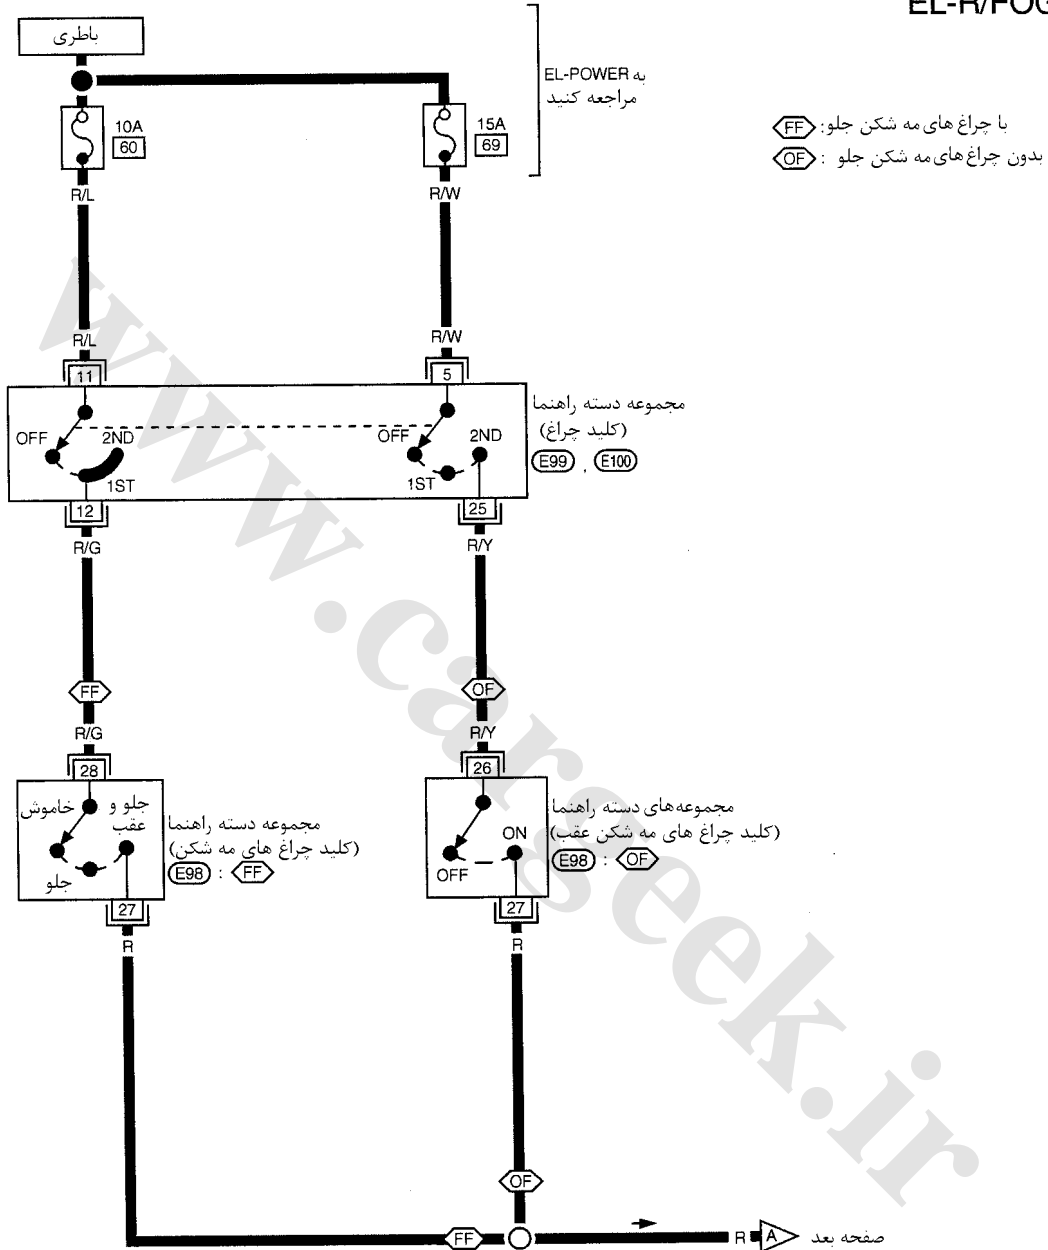 EL-R/FOG
باطری
به EL-POWER
مراجعه کنید
10A
60
15A
69
با چراغ های مه شکن جلو: FF
بدون چراغ های مه شکن جلو : OF
R/L
R/W
R/L
R/W
11
5
OFF
2ND
1ST
OFF
2ND
1ST
مجموعه دسته راهنما
(کلید چراغ)
E99 , E100
12
25
R/G
R/Y
FF
OF
R/G
R/Y
28
26
خاموش
جلو و
عقب
جلو
مجموعه دسته راهنما
(کلید چراغ های مه شکن)
E98 : FF
ON
OFF
مجموعه‌های دسته راهنما
(کلید چراغ های مه شکن عقب)
E98 : OF
27
27
R
R
OF
FF
R
A
صفحه بعد
www.cargeek.ir